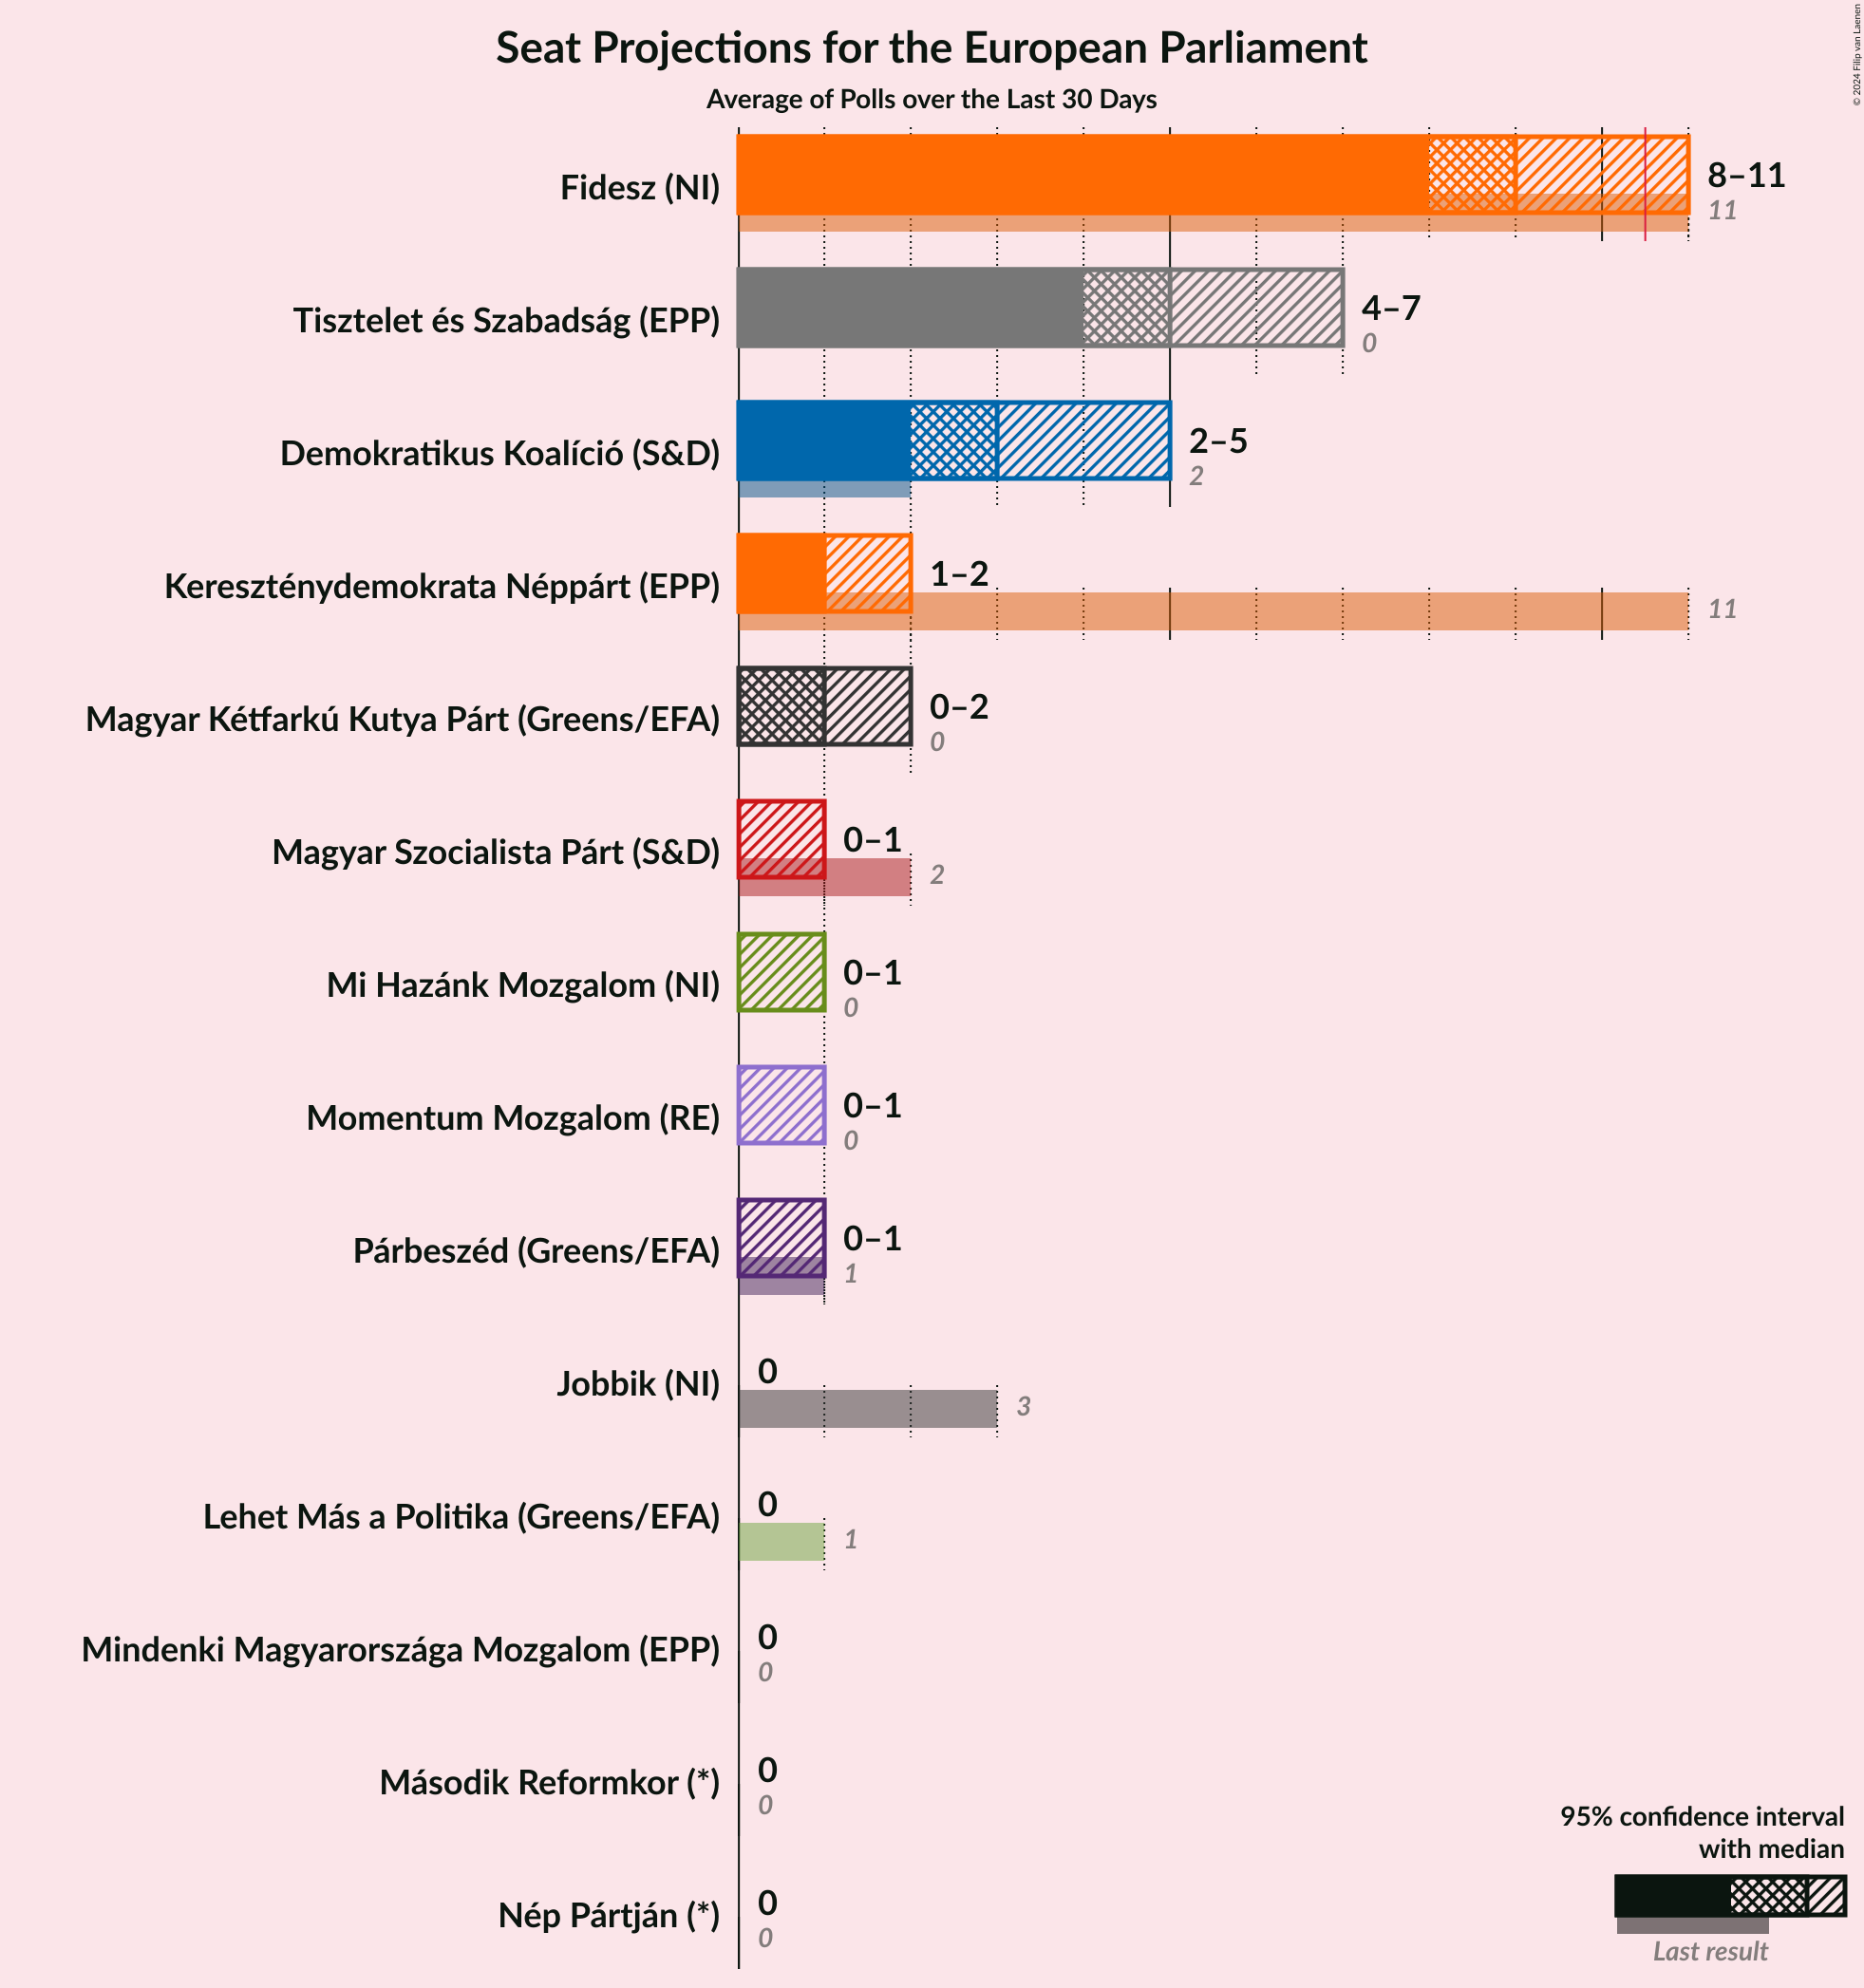 Seat Projections for the European Parliament
Average of Polls over the Last 30 Days
© 2024 Filip van Laenen
Fidesz (NI)
8–11
11
Tisztelet és Szabadság (EPP)
4–7
0
Demokratikus Koalíció (S&D)
2–5
2
Kereszténydemokrata Néppárt (EPP)
1–2
11
Magyar Kétfarkú Kutya Párt (Greens/EFA)
0–2
0
Magyar Szocialista Párt (S&D)
0–1
2
Mi Hazánk Mozgalom (NI)
0–1
0
Momentum Mozgalom (RE)
0–1
0
Párbeszéd (Greens/EFA)
0–1
1
Jobbik (NI)
0
3
Lehet Más a Politika (Greens/EFA)
0
1
Mindenki Magyarországa Mozgalom (EPP)
0
0
Második Reformkor (*)
0
0
Nép Pártján (*)
0
0
95% confidence interval
with median
Last result